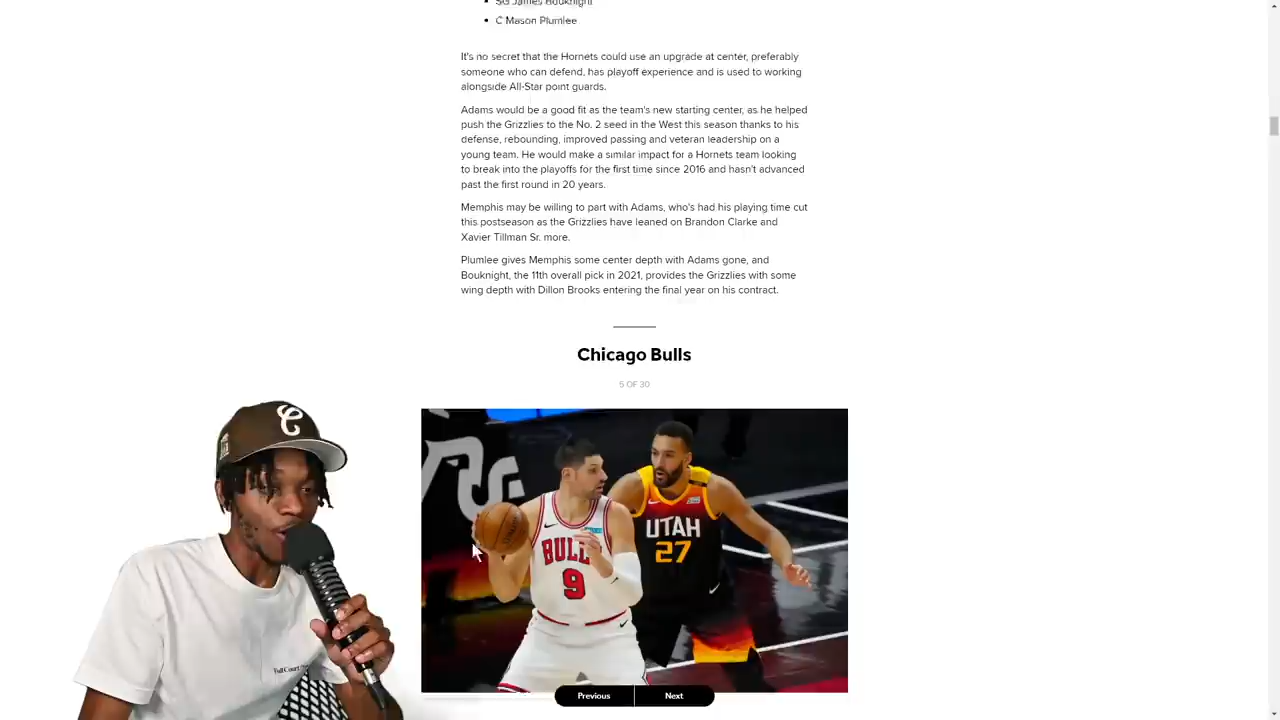 SG James Bouknight
C Mason Plumlee
It's no secret that the Hornets could use an upgrade at center, preferably
someone who can defend, has playoff experience and is used to working
alongside All-Star point guards.
Adams would be a good fit as the team's new starting center, as he helped
push the Grizzlies to the No. 2 seed in the West this season thanks to his
defense, rebounding, improved passing and veteran leadership on a
young team. He would make a similar impact for a Hornets team looking
to break into the playoffs for the first time since 2016 and hasn't advanced
past the first round in 20 years.
Memphis may be willing to part with Adams, who's had his playing time cut
this postseason as the Grizzlies have leaned on Brandon Clarke and
Xavier Tillman Sr. more.
Plumlee gives Memphis some center depth with Adams gone, and
Bouknight, the 11th overall pick in 2021, provides the Grizzlies with some
wing depth with Dillon Brooks entering the final year on his contract.
Chicago Bulls
5 OF 30
C
BULL
9
UTAH
27
Full Court
Previous
Next